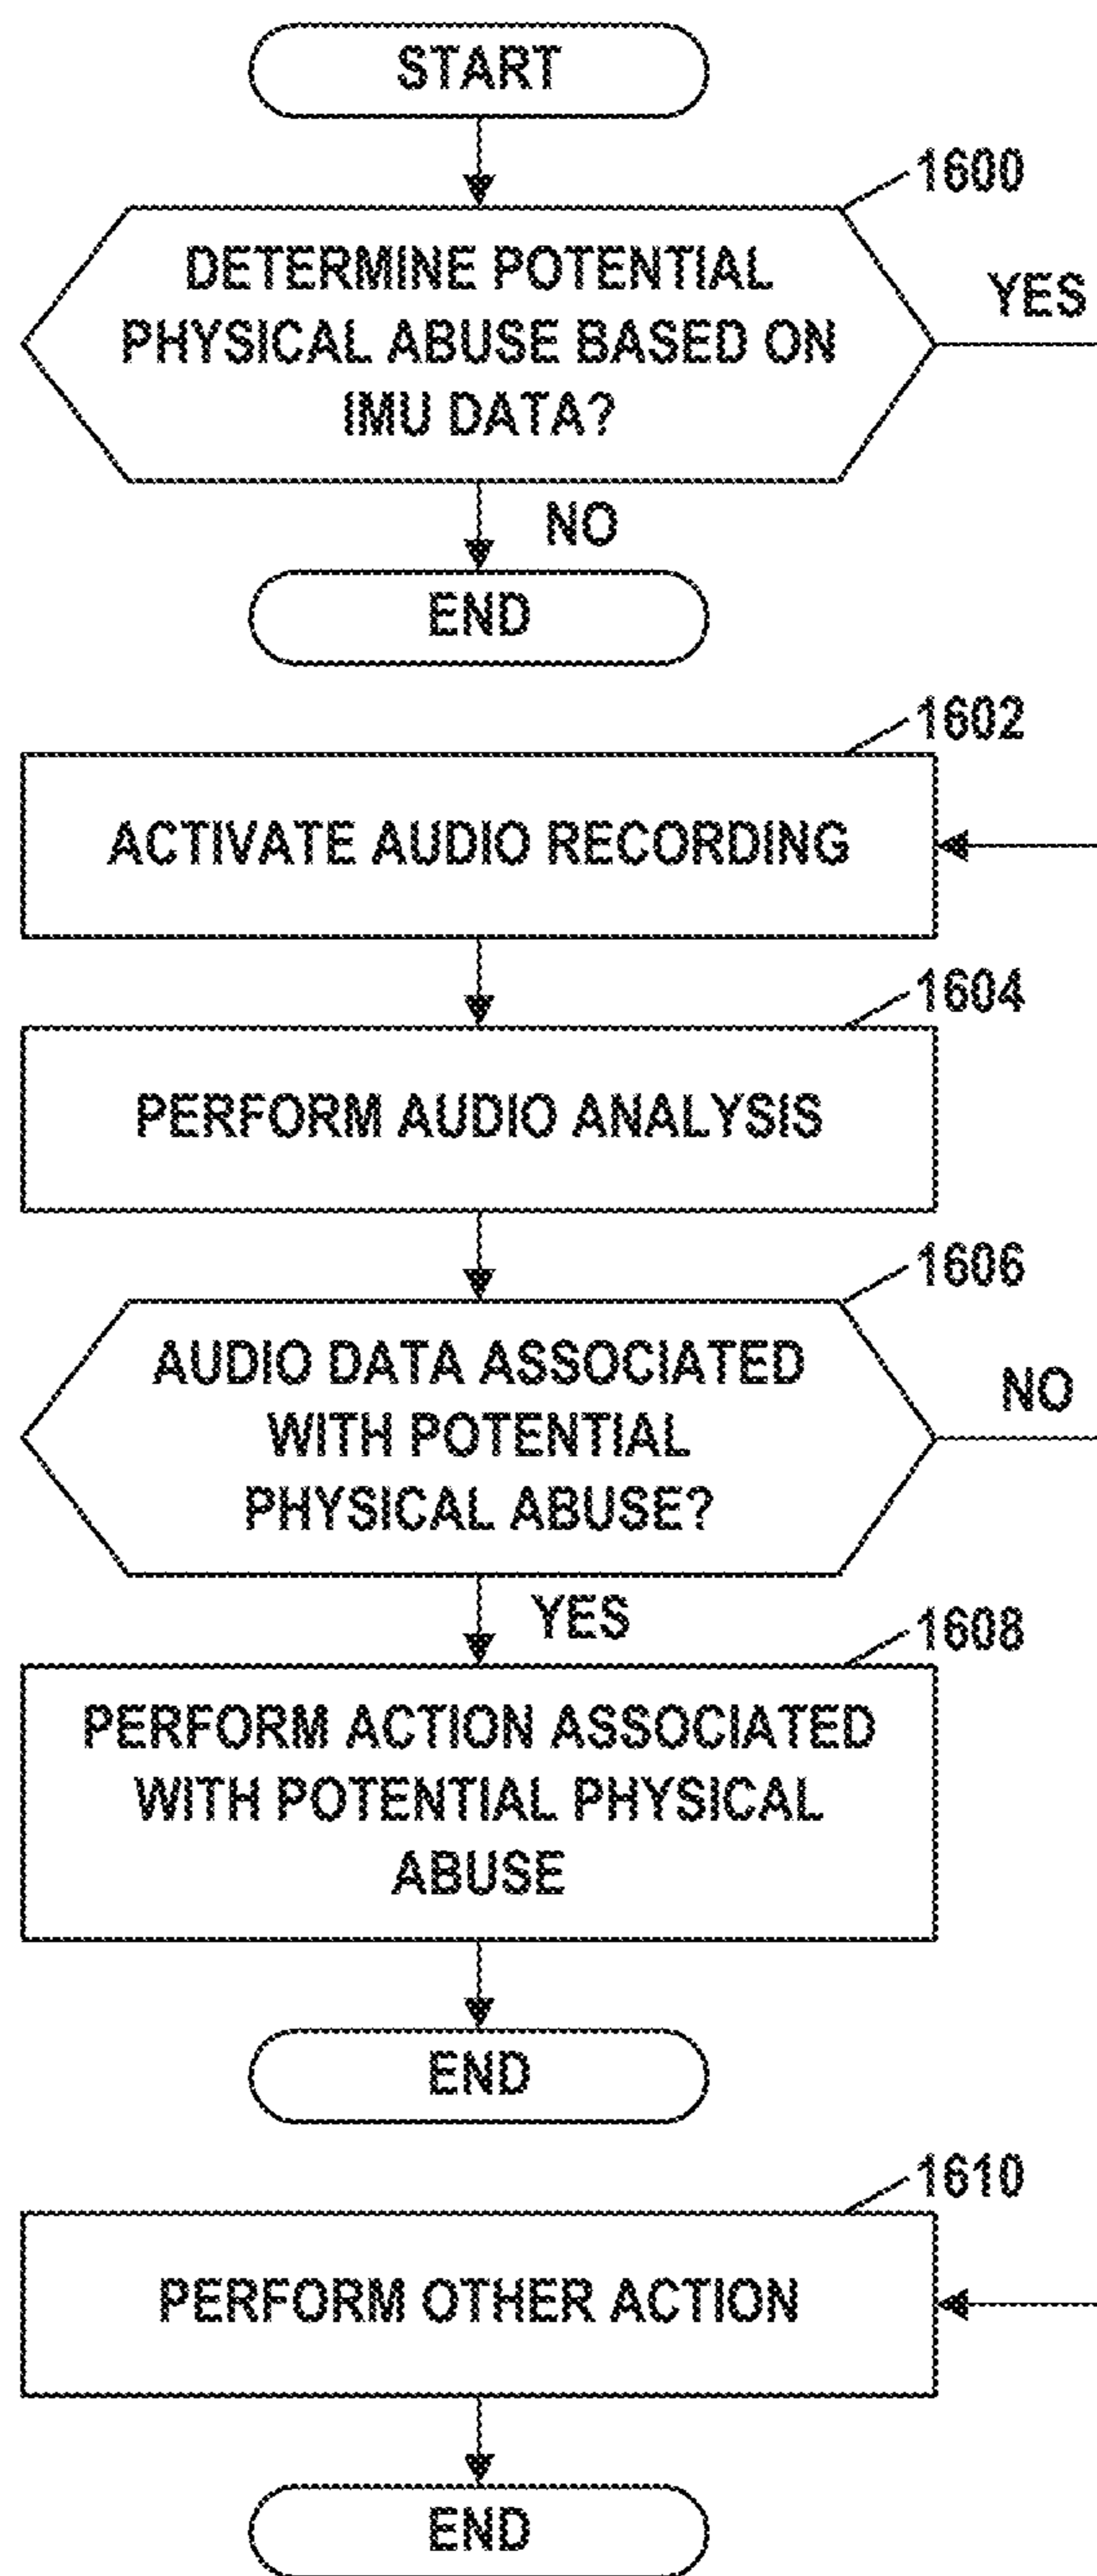 START
1600
DETERMINE POTENTIAL
PHYSICAL ABUSE BASED ON
IMU DATA?
YES
NO
END
1602
ACTIVATE AUDIO RECORDING
1604
PERFORM AUDIO ANALYSIS
1606
AUDIO DATA ASSOCIATED
WITH POTENTIAL
PHYSICAL ABUSE?
NO
YES
1608
PERFORM ACTION ASSOCIATED
WITH POTENTIAL PHYSICAL
ABUSE
END
1610
PERFORM OTHER ACTION
END